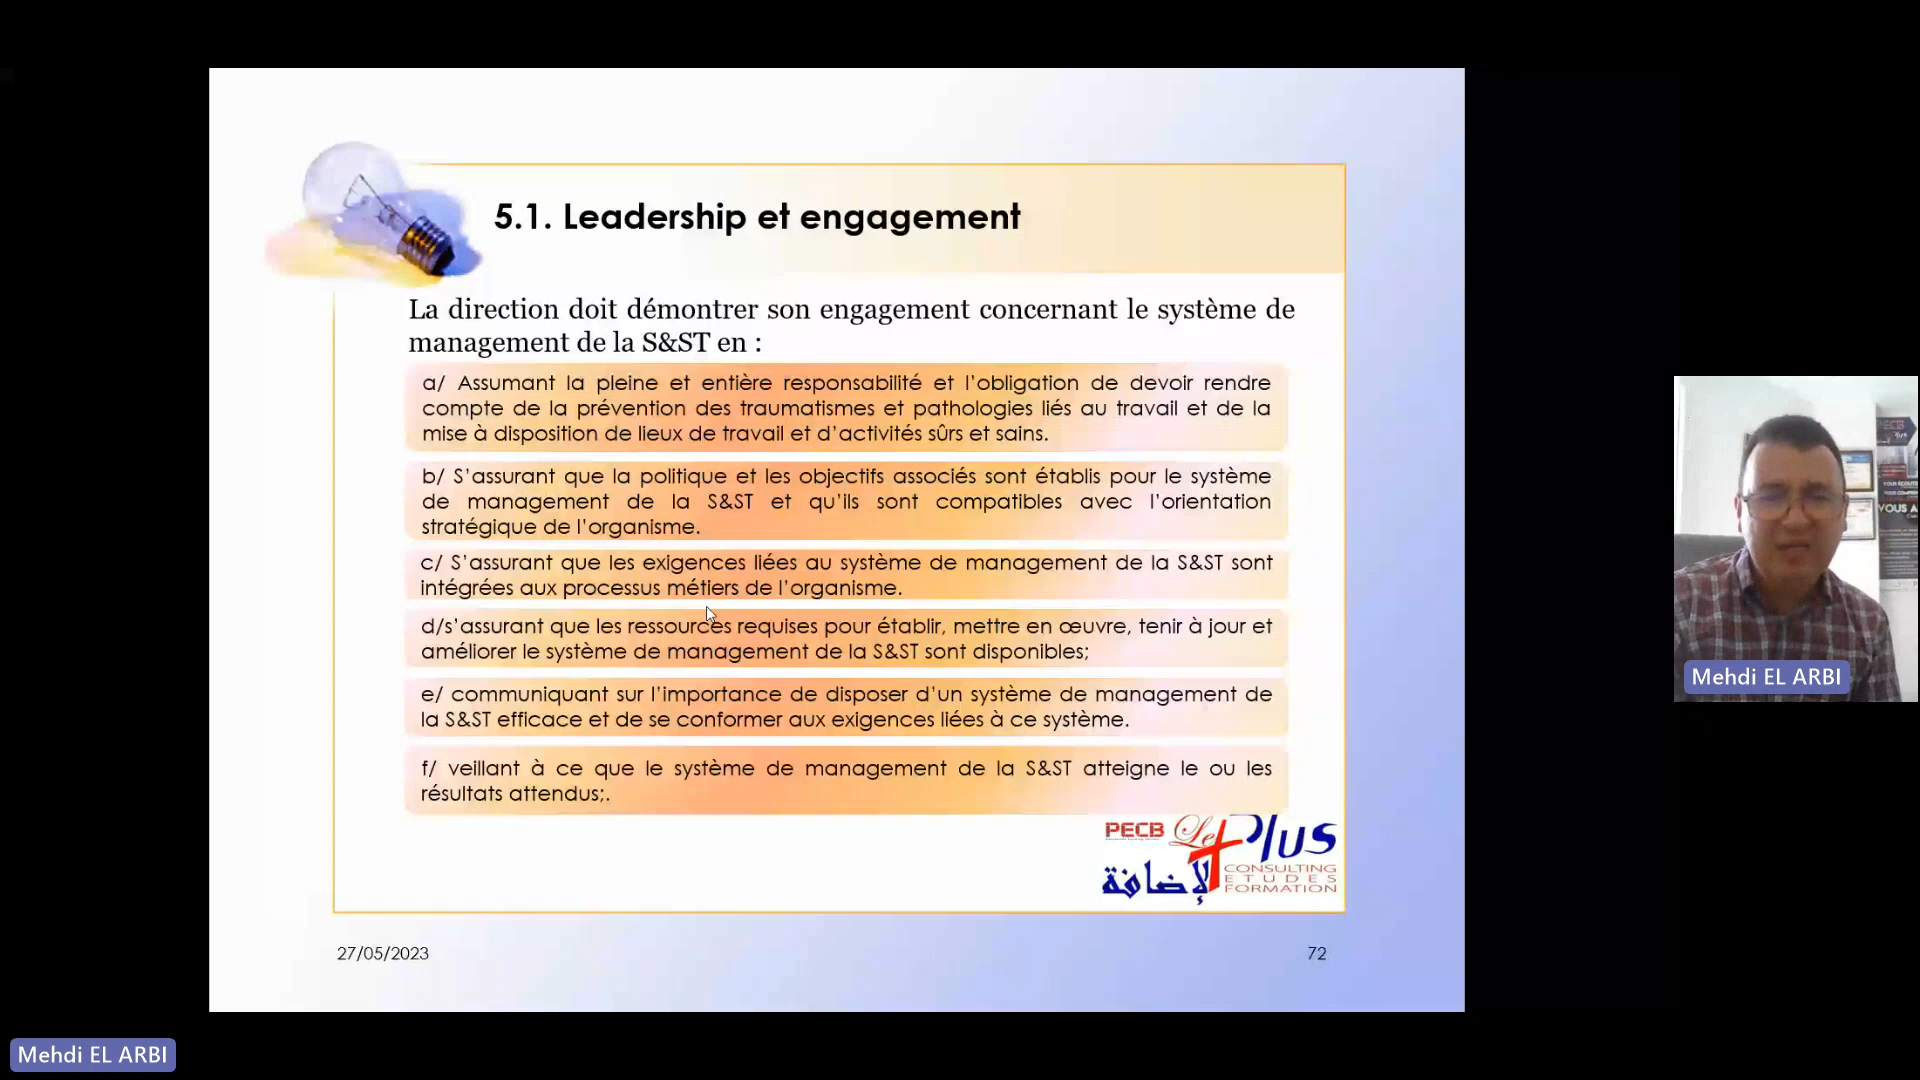 5.1. Leadership et engagement
La direction doit démontrer son engagement concernant le système de
management de la S&ST en :
a/ Assumant la pleine et entière responsabilité et l’obligation de devoir rendre
compte de la prévention des traumatismes et pathologies liés au travail et de la
mise à disposition de lieux de travail et d’activités sûrs et sains.
b/ S’assurant que la politique et les objectifs associés sont établis pour le système
de management de la S&ST et qu’ils sont compatibles avec l’orientation
stratégique de l’organisme.
c/ S’assurant que les exigences liées au système de management de la S&ST sont
intégrées aux processus métiers de l’organisme.
d/s’assurant que les ressources requises pour établir, mettre en œuvre, tenir à jour et
améliorer le système de management de la S&ST sont disponibles;
e/ communiquant sur l’importance de disposer d’un système de management de
la S&ST efficace et de se conformer aux exigences liées à ce système.
f/ veillant à ce que le système de management de la S&ST atteigne le ou les
résultats attendus;.
PECB Le Plus
الإضافة
CONSULTING
ETUDES
FORMATION
27/05/2023
72
PECB
Plus
VOUS A
Mehdi EL ARBI
Mehdi EL ARBI